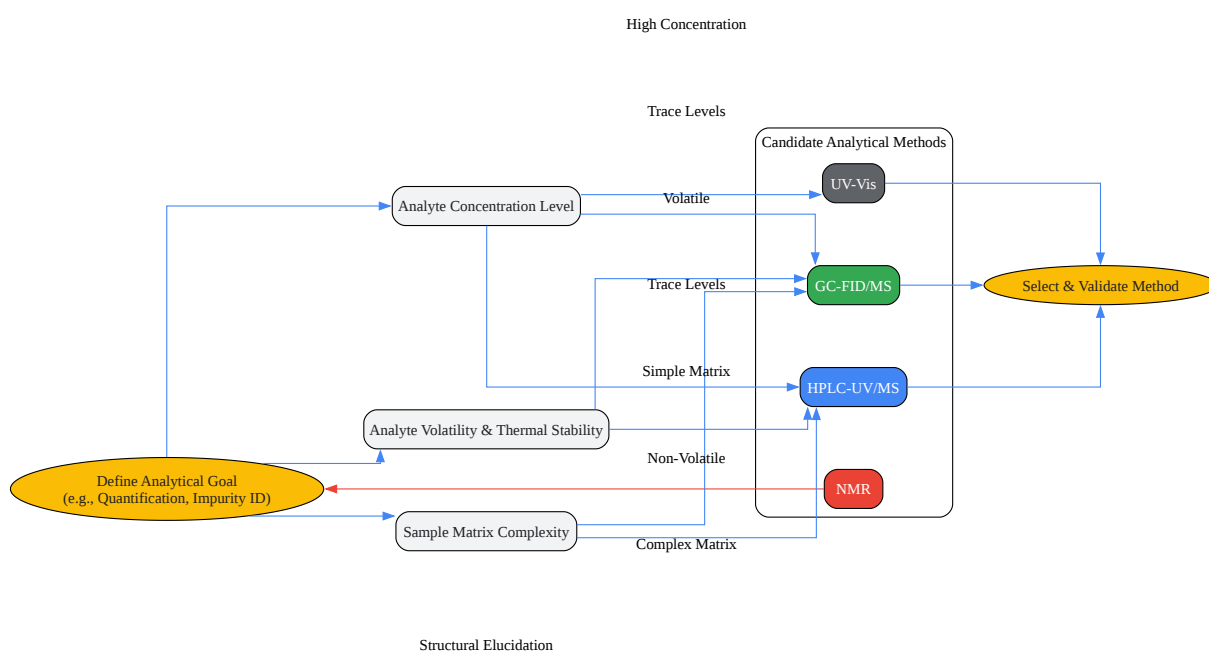 High Concentration
Trace Levels
Candidate Analytical Methods
UV-Vis
Volatile
Analyte Concentration Level
Trace Levels
GC-FID/MS
Select & Validate Method
Simple Matrix
HPLC-UV/MS
Analyte Volatility & Thermal Stability
Non-Volatile
Define Analytical Goal
(e.g., Quantification, Impurity ID)
NMR
Sample Matrix Complexity
Complex Matrix
Structural Elucidation